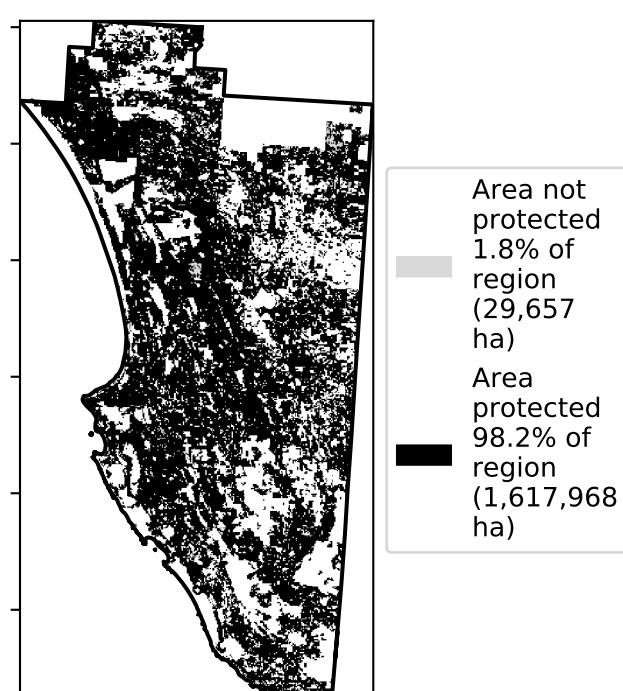 Area not
protected
1.8% of
region
(29,657
ha)
Area
protected
98.2% of
region
(1,617,968
ha)